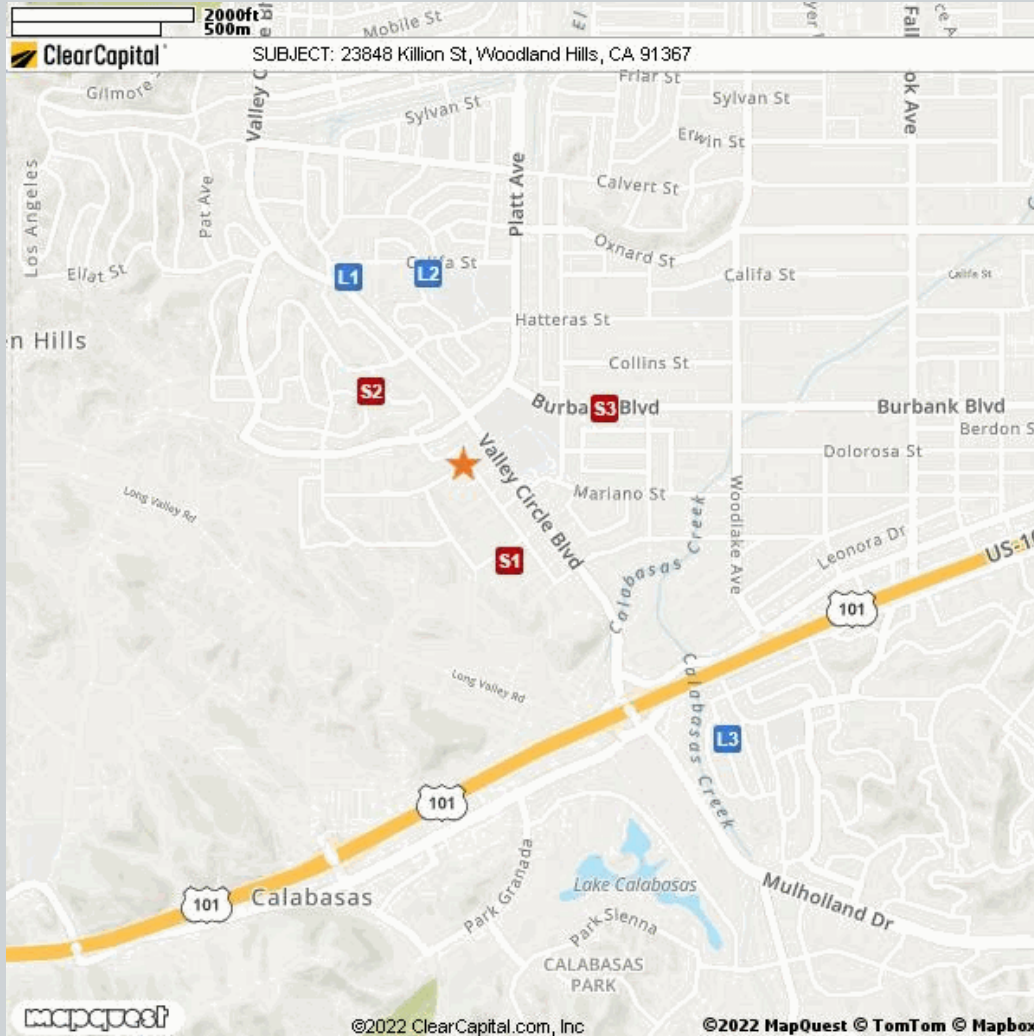 2000ft
500m
Mobile St
El
ClearCapital
SUBJECT: 23848 Killion St, Woodland Hills, CA 91367
Gilmore
Friar St
Sylvan St
Sylvan St
Valley C
ok Ave
Fall
Erwin St
Los Angeles
Pat Ave
Platt Ave
Calvert St
Oxnard St
L1
L2
Califa St
Califa St
Califa St
Ellat St
Hatteras St
n Hills
Collins St
S2
Burba
S3
Blvd
Burbank Blvd
Berdon S
Dolorosa St
Valley Circle Blvd
Mariano St
Long Valley Rd
Woodlake Ave
Calabasas Creek
Leonora Dr
US-10
S1
101
Long Valley Rd
Calabasas Creek
L3
101
Lake Calabasas
Mulholland Dr
Calabasas
101
Park Granada
Park Sienna
CALABASAS
PARK
mapquest
©2022 ClearCapital.com, Inc
©2022 MapQuest © TomTom © Mapbox